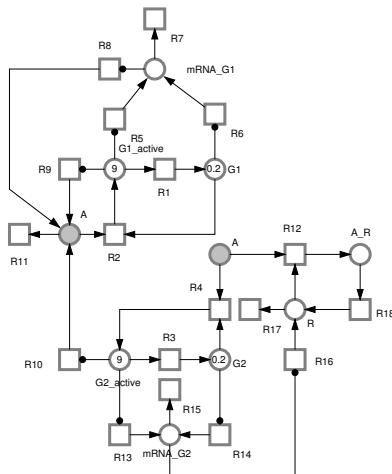 R8
R7
mRNA_G1
R5
R6
G1_active
R9
9
0.2
G1
R1
A
R11
R2
A
R12
A_R
R4
R17
R
R18
R3
R10
9
0.2
G2
R16
G2_active
R15
R13
mRNA_G2
R14